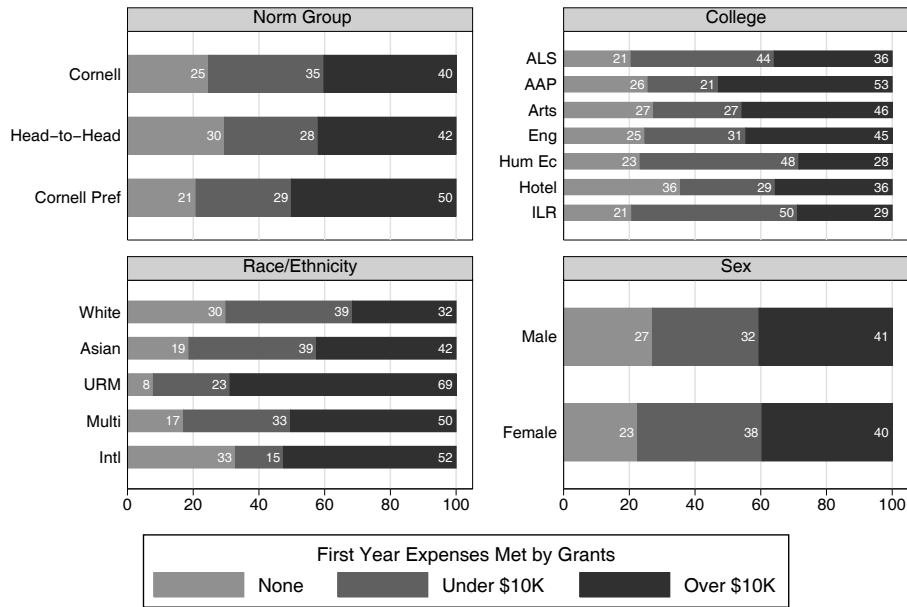 Norm Group
Cornell 25 35 40
Head-to-Head 30 28 42
Cornell Pref 21 29 50
College
ALS 21 44 36
AAP 26 21 53
Arts 27 27 46
Eng 25 31 45
Hum Ec 23 48 28
Hotel 36 29 36
ILR 21 50 29
Race/Ethnicity
White 30 39 32
Asian 19 39 42
URM 8 23 69
Multi 17 33 50
Intl 33 15 52
0 20 40 60 80 100
Sex
Male 27 32 41
Female 23 38 40
0 20 40 60 80 100
First Year Expenses Met by Grants
None Under $10K Over $10K